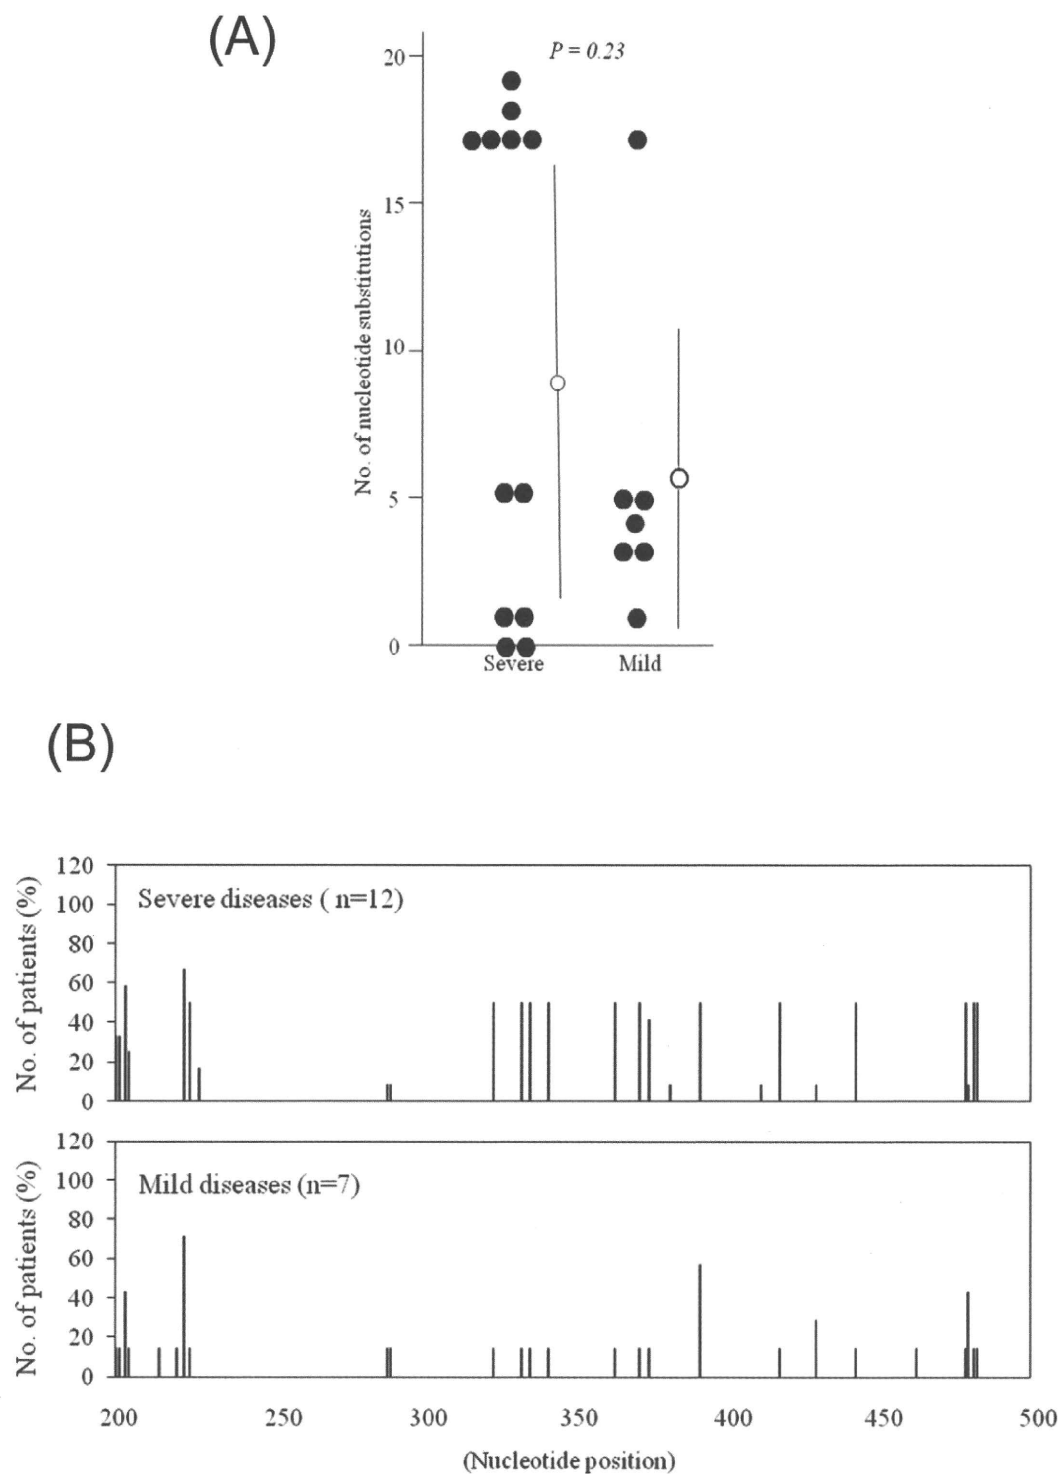 (A)
P = 0.23
No. of nucleotide substitutions
20
15
10
5
0
Severe Mild
(B)
No. of patients (%)
120
100
80
60
40
20
0
Severe diseases ( n=12)
No. of patients (%)
120
100
80
60
40
20
0
Mild diseases (n=7)
200 250 300 350 400 450 500
(Nucleotide position)